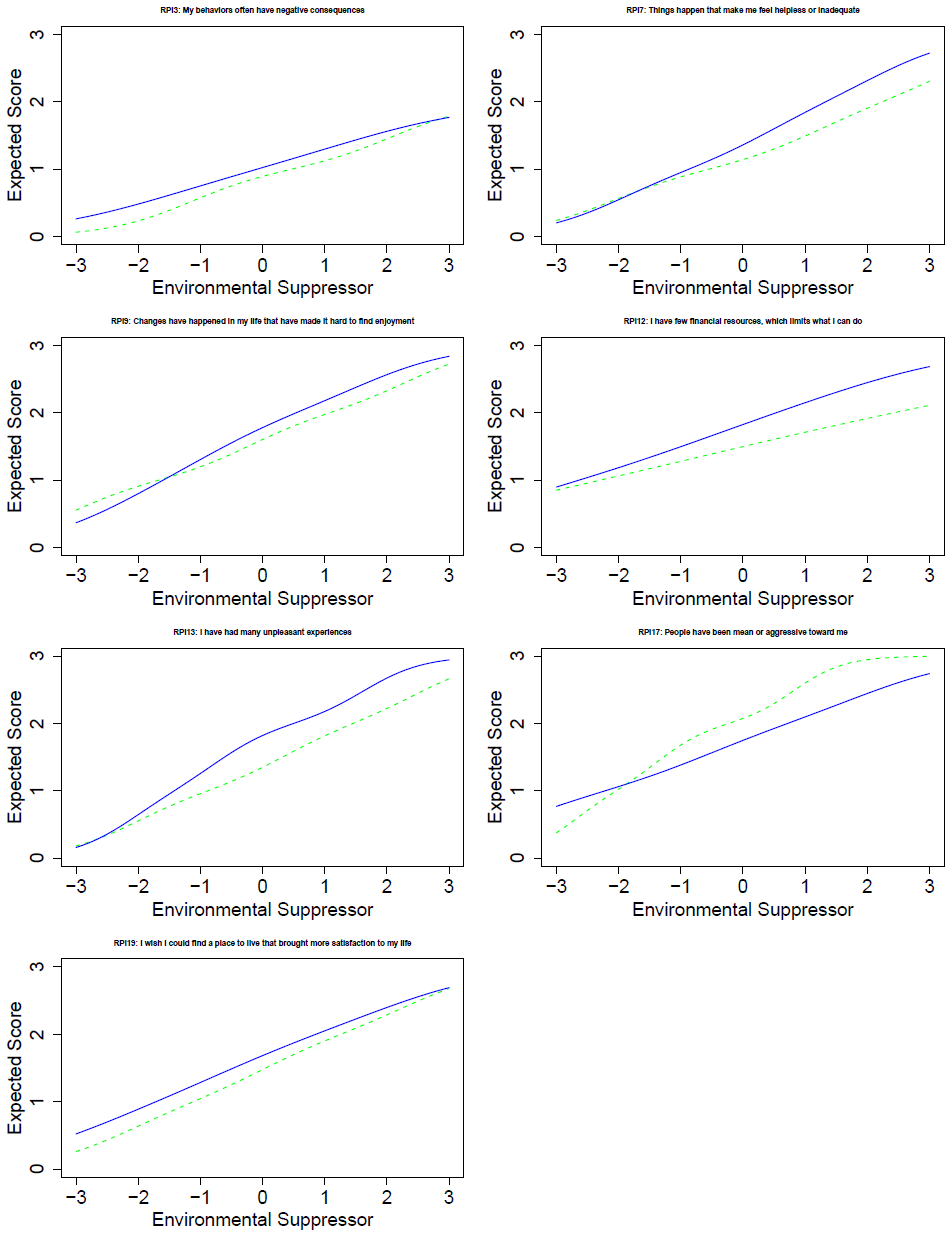 RPI3: My behaviors often have negative consequences
Expected Score
3
2
1
0
−3 −2 −1 0 1 2 3
Environmental Suppressor
RPI7: Things happen that make me feel helpless or inadequate
Expected Score
3
2
1
0
−3 −2 −1 0 1 2 3
Environmental Suppressor
RPI9: Changes have happened in my life that have made it hard to find enjoyment
Expected Score
3
2
1
0
−3 −2 −1 0 1 2 3
Environmental Suppressor
RPI12: I have few financial resources, which limits what I can do
Expected Score
3
2
1
0
−3 −2 −1 0 1 2 3
Environmental Suppressor
RPI13: I have had many unpleasant experiences
Expected Score
3
2
1
0
−3 −2 −1 0 1 2 3
Environmental Suppressor
RPI17: People have been mean or aggressive toward me
Expected Score
3
2
1
0
−3 −2 −1 0 1 2 3
Environmental Suppressor
RPI19: I wish I could find a place to live that brought more satisfaction to my life
Expected Score
3
2
1
0
−3 −2 −1 0 1 2 3
Environmental Suppressor